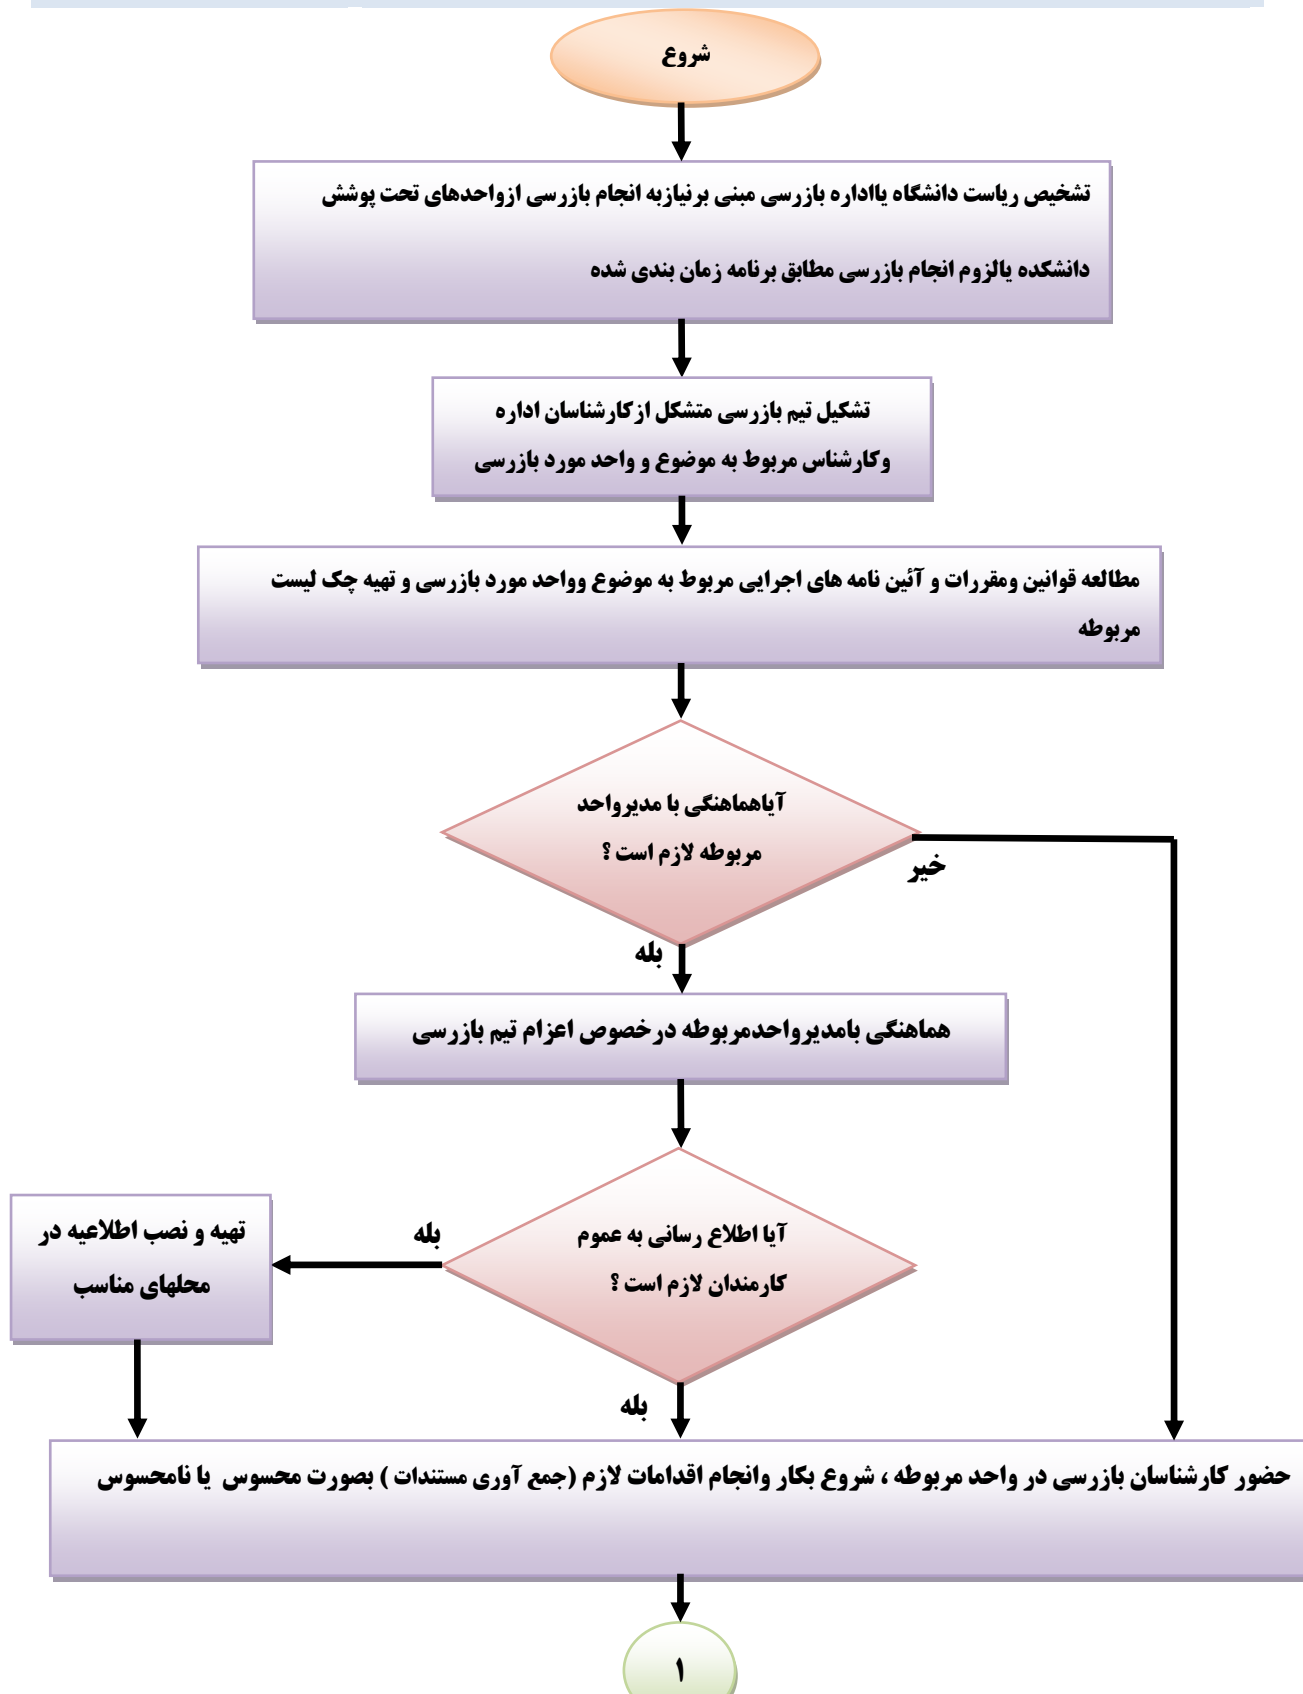 شروع
تشخیص ریاست دانشگاه یااداره بازرسی مبنی برنیازبه انجام بازرسی ازواحدهای تحت پوشش
دانشکده یالزوم انجام بازرسی مطابق برنامه زمان بندی شده
تشکیل تیم بازرسی متشکل ازکارشناسان اداره
وکارشناس مربوط به موضوع و واحد مورد بازرسی
مطالعه قوانین ومقررات و آئین نامه های اجرایی مربوط به موضوع وواحد مورد بازرسی و تهیه چک لیست
مربوطه
آیاهماهنگی با مدیرواحد
مربوطه لازم است ؟
خیر
بله
هماهنگی بامدیرواحدمربوطه درخصوص اعزام تیم بازرسی
آیا اطلاع رسانی به عموم
کارمندان لازم است ؟
بله
تهیه و نصب اطلاعیه در
محلهای مناسب
بله
حضور کارشناسان بازرسی در واحد مربوطه ، شروع بکار وانجام اقدامات لازم (جمع آوری مستندات ) بصورت محسوس یا نامحسوس
۱